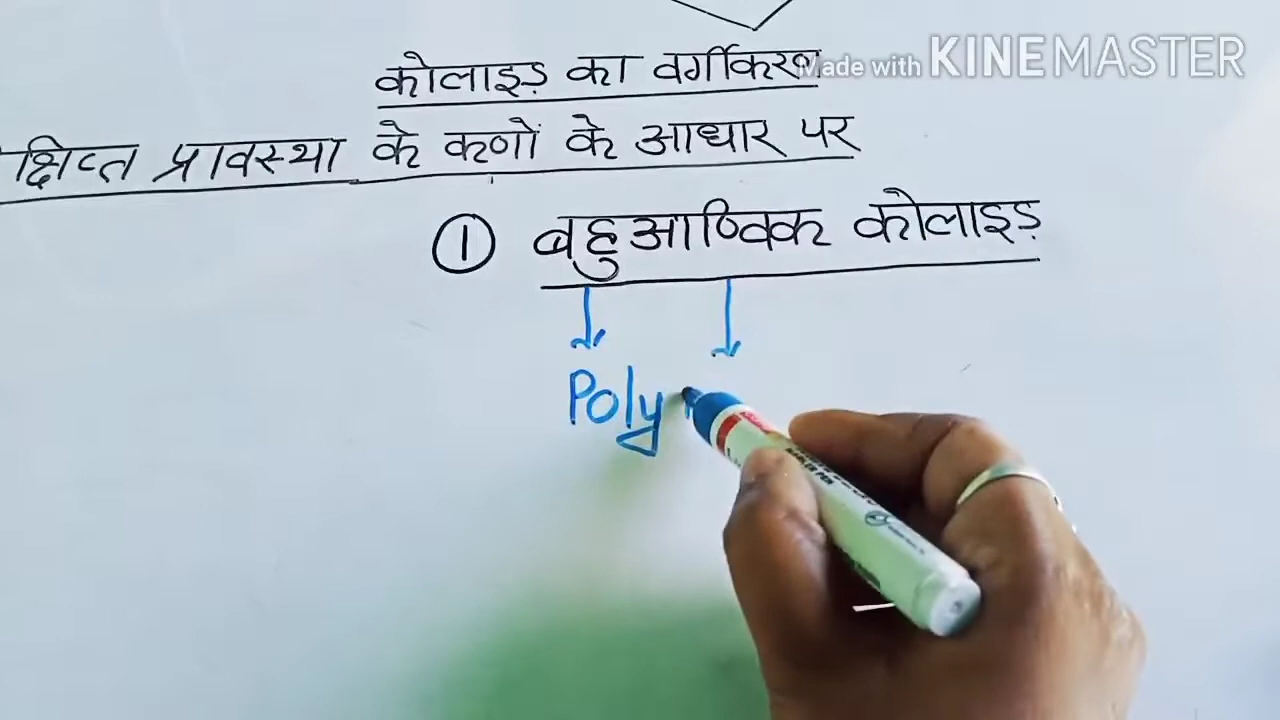 कोलाइड़ का वर्गीकरण
Made with KINEMASTER
क्षिप्त प्रावस्था के कणों के आधार पर
① बहुआण्विक कोलाइड़
Poly